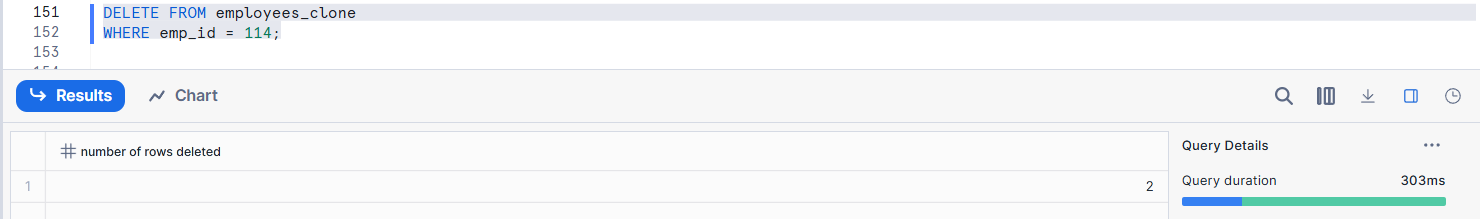 151 DELETE FROM employees_clone
152 WHERE emp_id = 114;
153
Results Chart
number of rows deleted
1 2
Query Details ...
Query duration 303ms